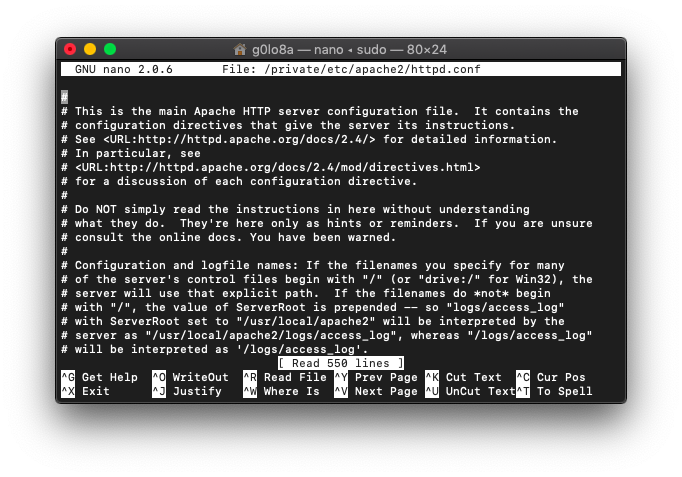 g0lo8a — nano ◂ sudo — 80×24
GNU nano 2.0.6 File: /private/etc/apache2/httpd.conf
#
# This is the main Apache HTTP server configuration file. It contains the
# configuration directives that give the server its instructions.
# See <URL:http://httpd.apache.org/docs/2.4/> for detailed information.
# In particular, see
# <URL:http://httpd.apache.org/docs/2.4/mod/directives.html>
# for a discussion of each configuration directive.
#
# Do NOT simply read the instructions in here without understanding
# what they do. They're here only as hints or reminders. If you are unsure
# consult the online docs. You have been warned.
#
# Configuration and logfile names: If the filenames you specify for many
# of the server's control files begin with "/" (or "drive:/" for Win32), the
# server will use that explicit path. If the filenames do *not* begin
# with "/", the value of ServerRoot is prepended -- so "logs/access_log"
# with ServerRoot set to "/usr/local/apache2" will be interpreted by the
# server as "/usr/local/apache2/logs/access_log", whereas "/logs/access_log"
# will be interpreted as '/logs/access_log'.
[ Read 550 lines ]
^G Get Help ^O WriteOut ^R Read File ^Y Prev Page ^K Cut Text ^C Cur Pos
^X Exit ^J Justify ^W Where Is ^V Next Page ^U UnCut Text^T To Spell